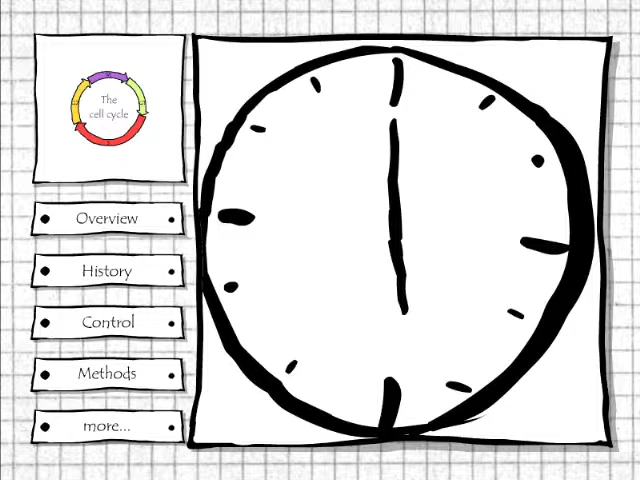 The
cell cycle
Overview
History
Control
Methods
more...